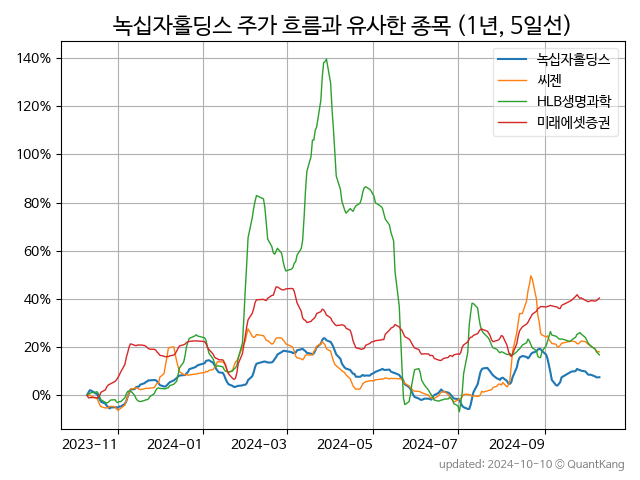 녹십자홀딩스 주가 흐름과 유사한 종목 (1년, 5일선)
140%
120%
100%
80%
60%
40%
20%
0%
녹십자홀딩스
씨젠
HLB생명과학
미래에셋증권
2023-11
2024-01
2024-03
2024-05
2024-07
2024-09
updated: 2024-10-10 © QuantKang